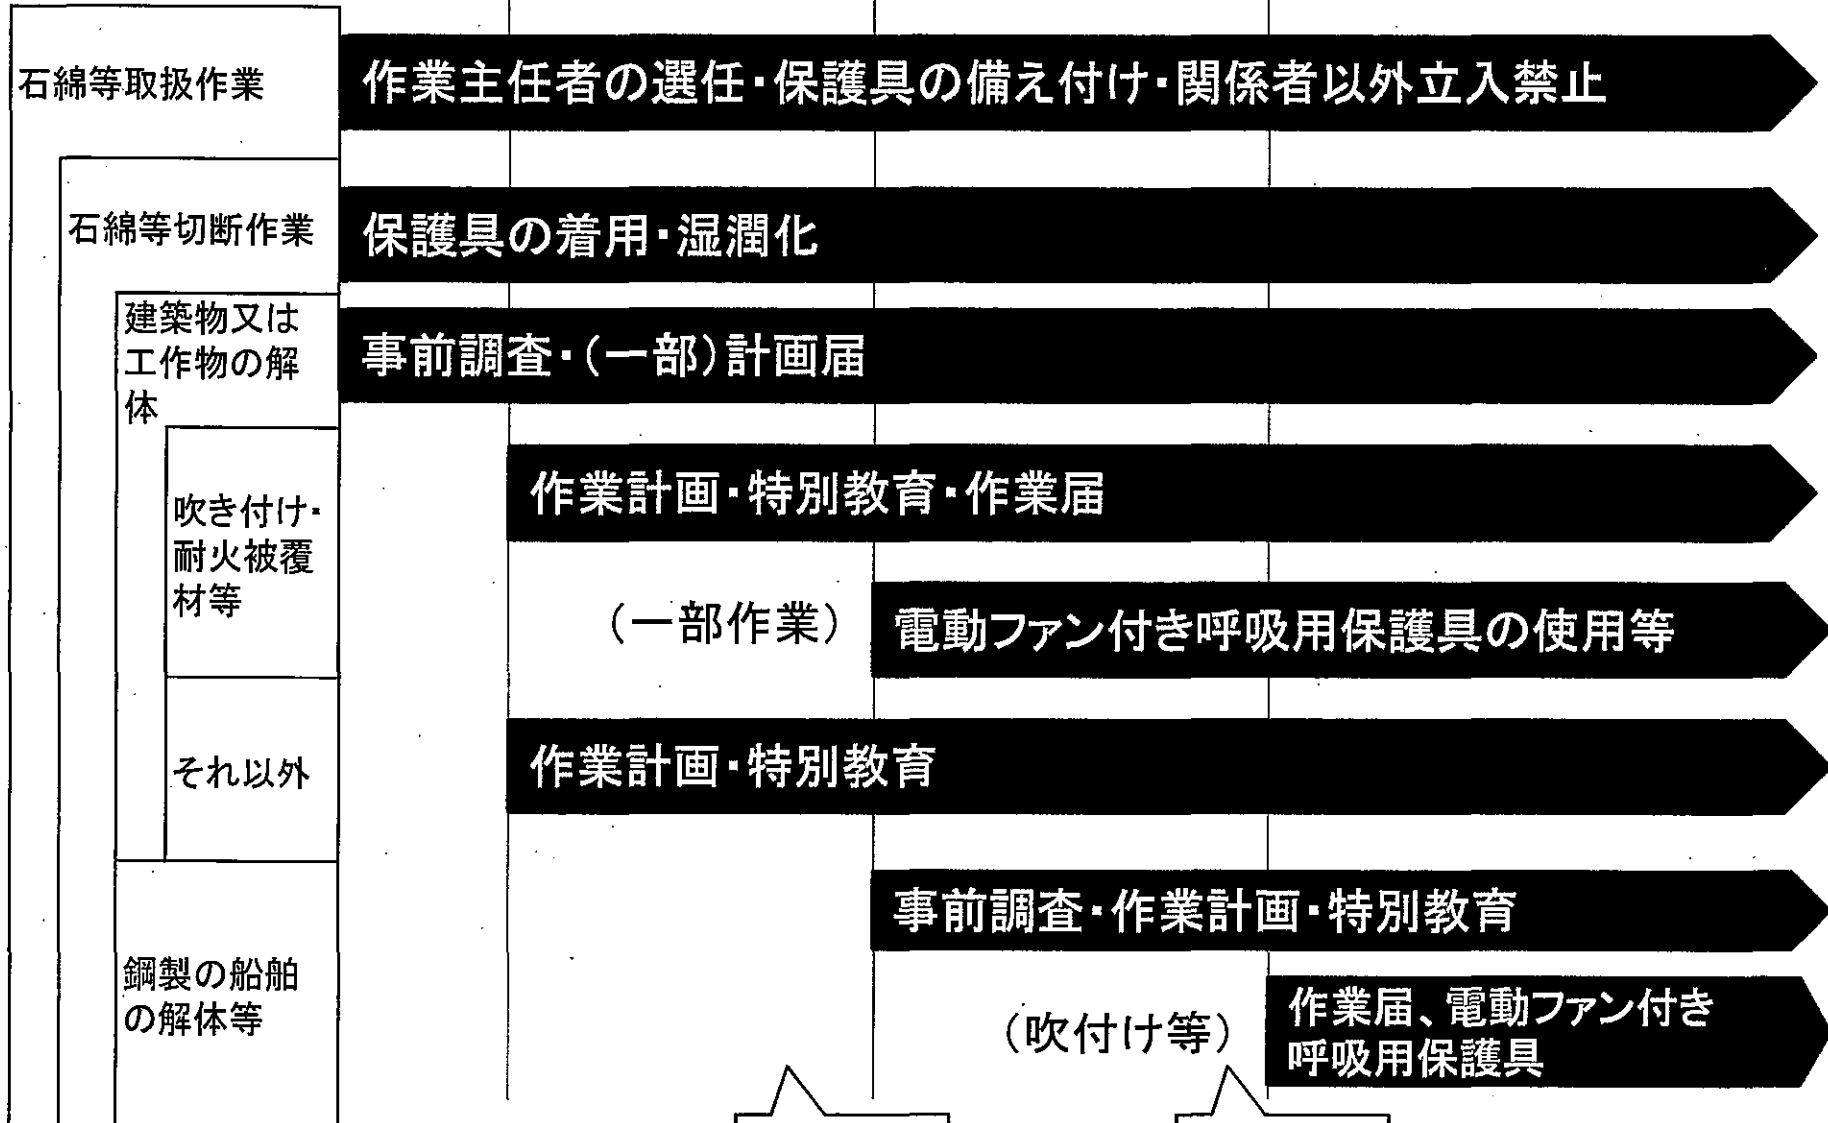 石綿等取扱作業
作業主任者の選任・保護具の備え付け・関係者以外立入禁止
石綿等切断作業
保護具の着用・湿潤化
建築物又は
工作物の解
体
事前調査・(一部)計画届
吹き付け・
耐火被覆
材等
作業計画・特別教育・作業届
(一部作業)
電動ファン付き呼吸用保護具の使用等
それ以外
作業計画・特別教育
鋼製の船舶
の解体等
事前調査・作業計画・特別教育
(吹付け等)
作業届、電動ファン付き
呼吸用保護具